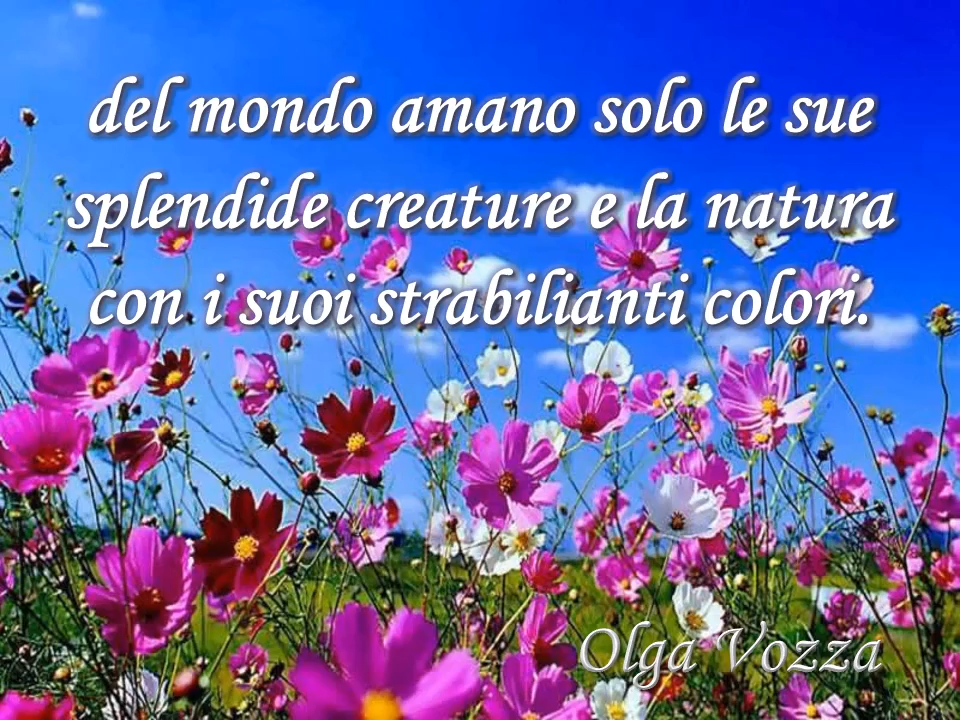 del mondo amano solo le sue
splendide creature e la natura
con i suoi strabilianti colori.
Olga Vozza